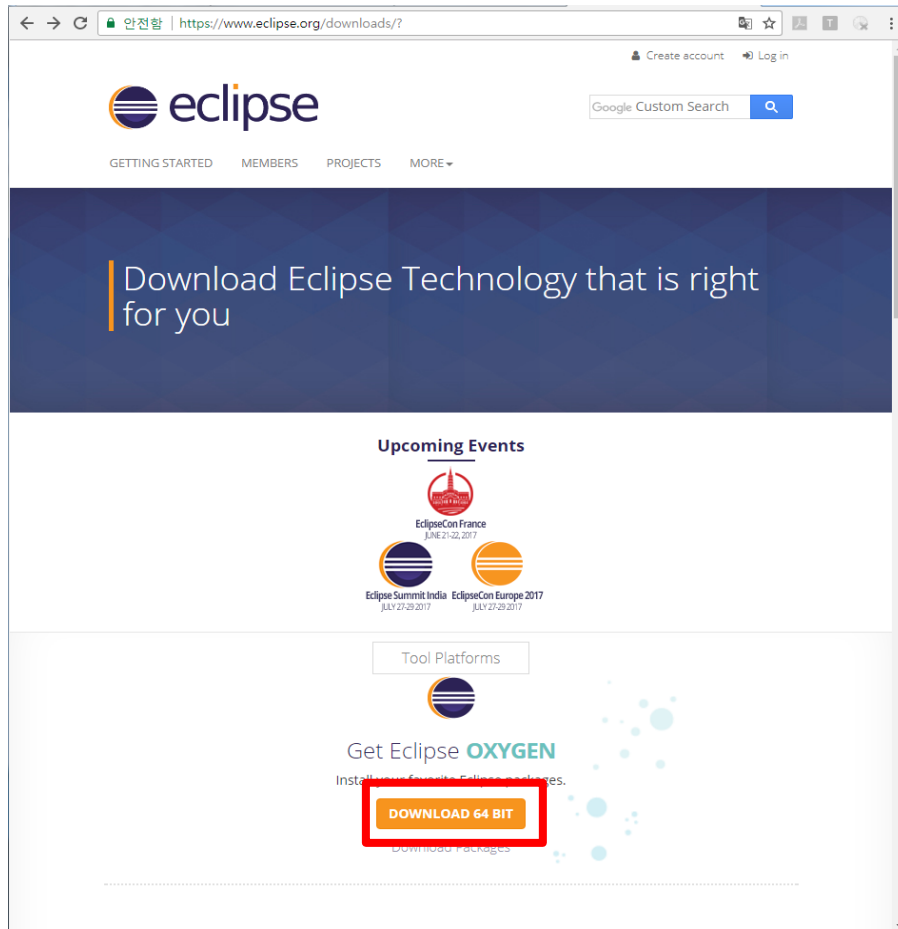 안전함 | https://www.eclipse.org/downloads/?
Create account Log in
eclipse
Google Custom Search
GETTING STARTED MEMBERS PROJECTS MORE
Download Eclipse Technology that is right
for you
Upcoming Events
EclipseCon France
JUNE 21-22, 2017
Eclipse Summit India EclipseCon Europe 2017
JULY 27-29 2017 JULY 27-29 2017
Tool Platforms
Get Eclipse OXYGEN
Install your favorite Eclipse packages.
DOWNLOAD 64 BIT
Download Packages